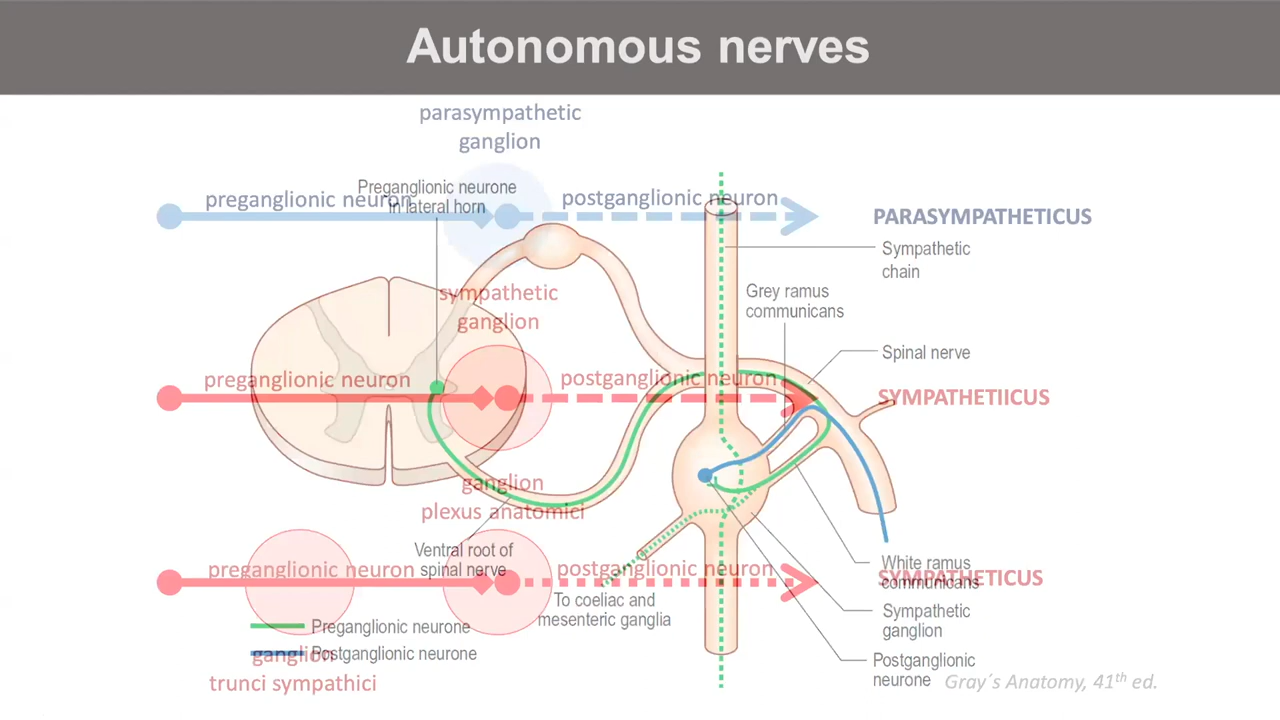 Autonomous nerves
parasympathetic
ganglion
Preganglionic neurone
in lateral horn
preganglionic neuron
postganglionic neuron
PARASYMPATHETICUS
Sympathetic
chain
Grey ramus
communicans
sympathetic
ganglion
Spinal nerve
preganglionic neuron
postganglionic neuron
SYMPATHETIICUS
ganglion
plexus anatomici
Ventral root of
spinal nerve
White ramus
communicans
preganglionic neuron
postganglionic neuron
SYMPATHETICUS
To coeliac and
mesenteric ganglia
Sympathetic
ganglion
Preganglionic neurone
Postganglionic neurone
ganglion
trunci sympathici
Postganglionic
neurone
Gray´s Anatomy, 41th ed.